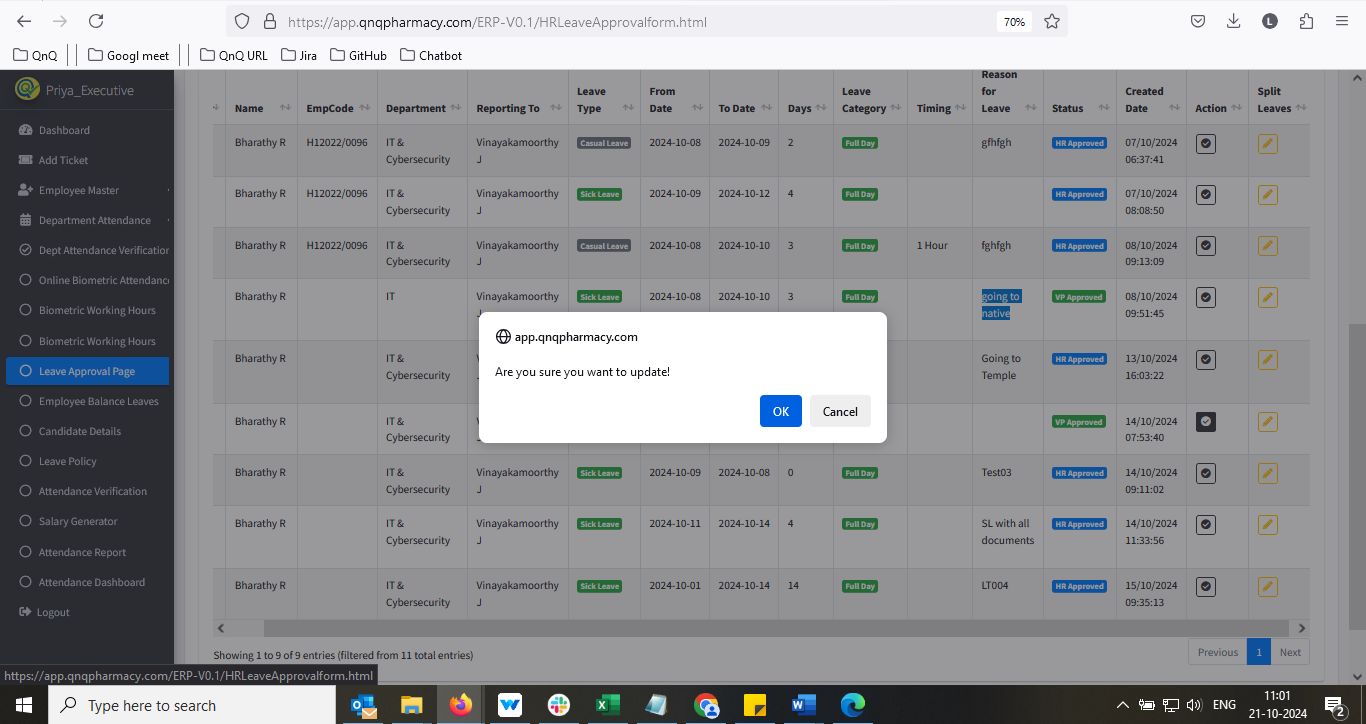 https://app.qnqpharmacy.com/ERP-V0.1/HRLeaveApprovalform.html
70%
L
QnQ
Googl meet
QnQ URL
Jira
GitHub
Chatbot
Priya_Executive
Dashboard
Add Ticket
Employee Master
Department Attendance
Dept Attendance Verification
Online Biometric Attendance
Biometric Working Hours
Biometric Working Hours
Leave Approval Page
Employee Balance Leaves
Candidate Details
Leave Policy
Attendance Verification
Salary Generator
Attendance Report
Attendance Dashboard
Logout
Name EmpCode Department Reporting To Leave Type From Date To Date Days Leave Category Timing Reason for Leave Status Created Date Action Split Leaves
Bharathy R H12022/0096 IT & Cybersecurity Vinayakamoorthy J Casual Leave 2024-10-08 2024-10-09 2 Full Day gfhfgh HR Approved 07/10/2024 06:37:41
Bharathy R H12022/0096 IT & Cybersecurity Vinayakamoorthy J Sick Leave 2024-10-09 2024-10-12 4 Full Day HR Approved 07/10/2024 08:08:50
Bharathy R H12022/0096 IT & Cybersecurity Vinayakamoorthy J Casual Leave 2024-10-08 2024-10-10 3 Full Day 1 Hour fghfgh HR Approved 08/10/2024 09:13:09
Bharathy R IT Vinayakamoorthy J Sick Leave 2024-10-08 2024-10-10 3 Full Day going to native VP Approved 08/10/2024 09:51:45
Bharathy R IT & Cybersecurity Going to Temple HR Approved 13/10/2024 16:03:22
Bharathy R IT & Cybersecurity VP Approved 14/10/2024 07:53:40
Bharathy R IT & Cybersecurity Vinayakamoorthy J Sick Leave 2024-10-09 2024-10-08 0 Full Day Test03 HR Approved 14/10/2024 09:11:02
Bharathy R IT & Cybersecurity Vinayakamoorthy J Sick Leave 2024-10-11 2024-10-14 4 Full Day SL with all documents HR Approved 14/10/2024 11:33:56
Bharathy R IT & Cybersecurity Vinayakamoorthy J Sick Leave 2024-10-01 2024-10-14 14 Full Day LT004 HR Approved 15/10/2024 09:35:13
app.qnqpharmacy.com
Are you sure you want to update!
OK
Cancel
Showing 1 to 9 of 9 entries (filtered from 11 total entries)
Previous 1 Next
https://app.qnqpharmacy.com/ERP-V0.1/HRLeaveApprovalform.html
Type here to search
ENG
11:01
21-10-2024
2